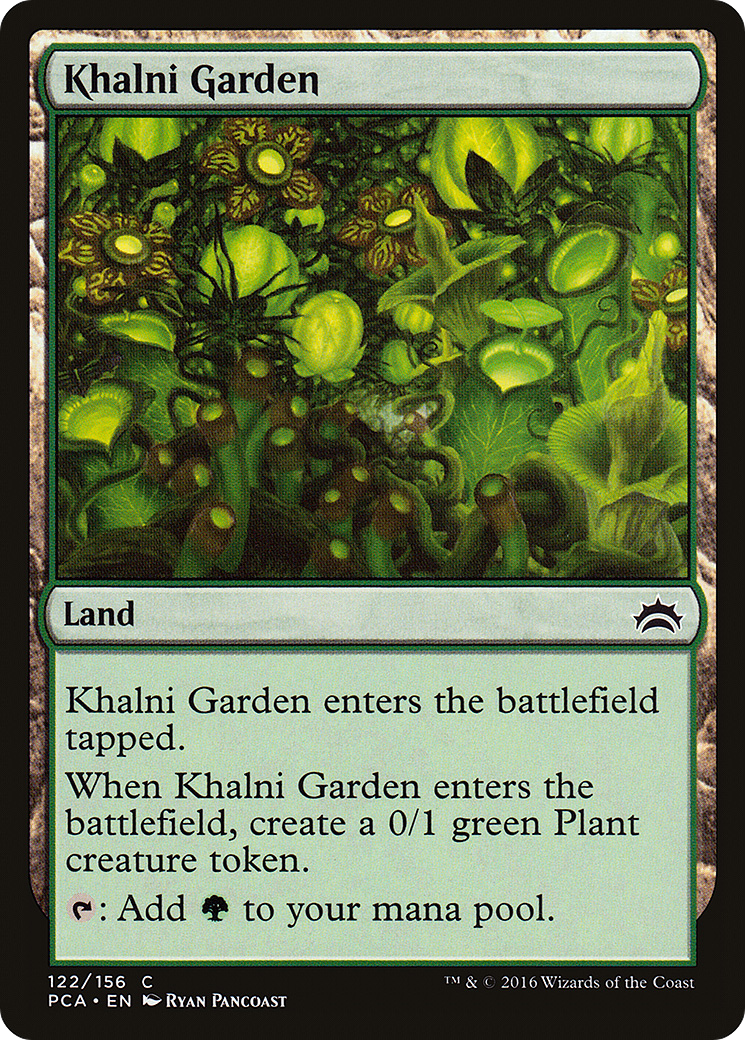 Khalni Garden
Land
Khalni Garden enters the battlefield
tapped.
When Khalni Garden enters the
battlefield, create a 0/1 green Plant
creature token.
: Add to your mana pool.
122/156 C
PCA • EN Ryan Pancoast
™ & © 2016 Wizards of the Coast